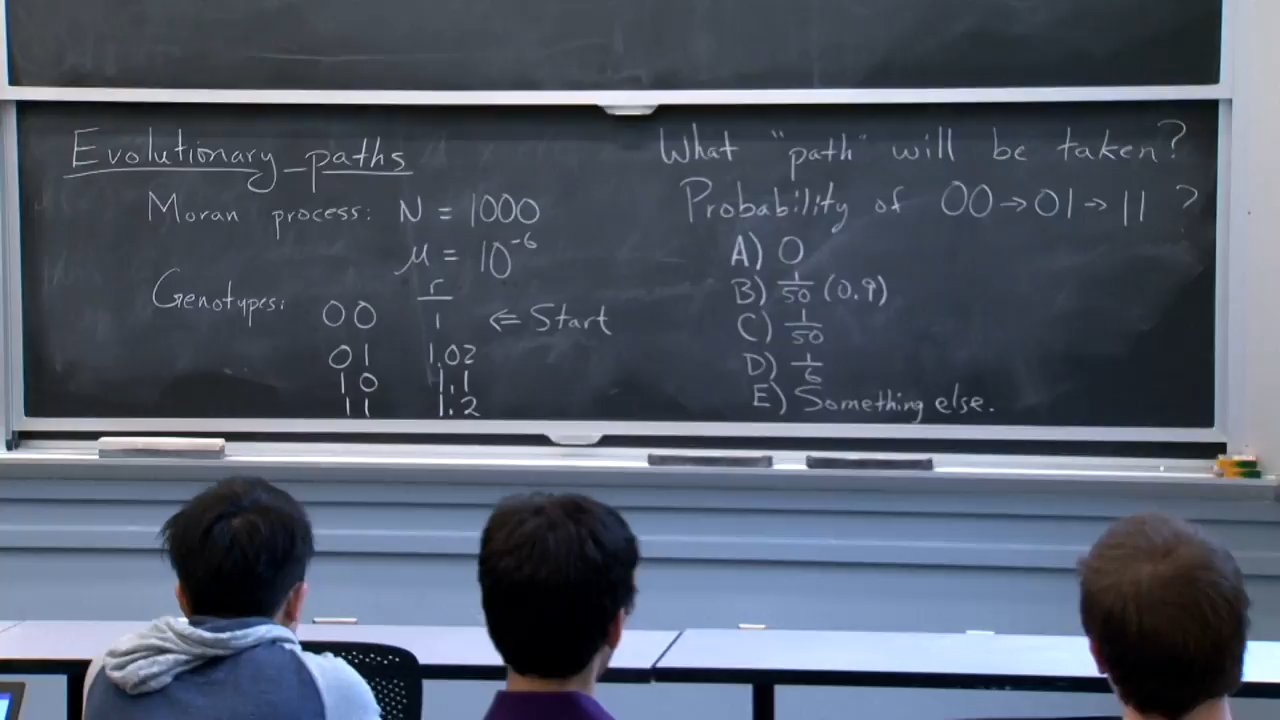 Evolutionary paths
Moran process: N = 1000
μ = 10^-6
Genotypes: r
00 1 ⇐ Start
01 1.02
10 1.1
11 1.2
What "path" will be taken?
Probability of 00→01→11 ?
A) 0
B) 1/50 (0.9)
C) 1/50
D) 1/6
E) Something else.